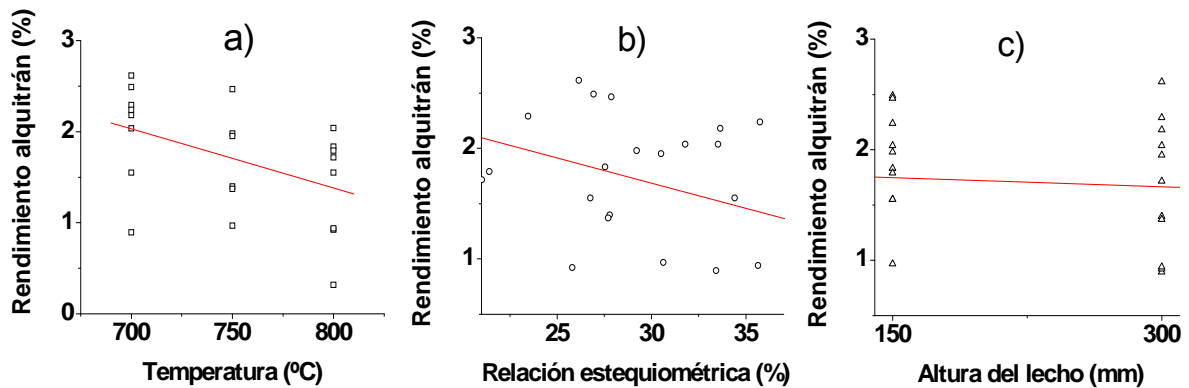 a)
Rendimiento alquitrán (%)
3
2
1
0
700
750
800
Temperatura (ºC)
b)
Rendimiento alquitrán (%)
3
2
1
25
30
35
Relación estequiométrica (%)
c)
Rendimiento alquitrán (%)
3
2
1
150
300
Altura del lecho (mm)